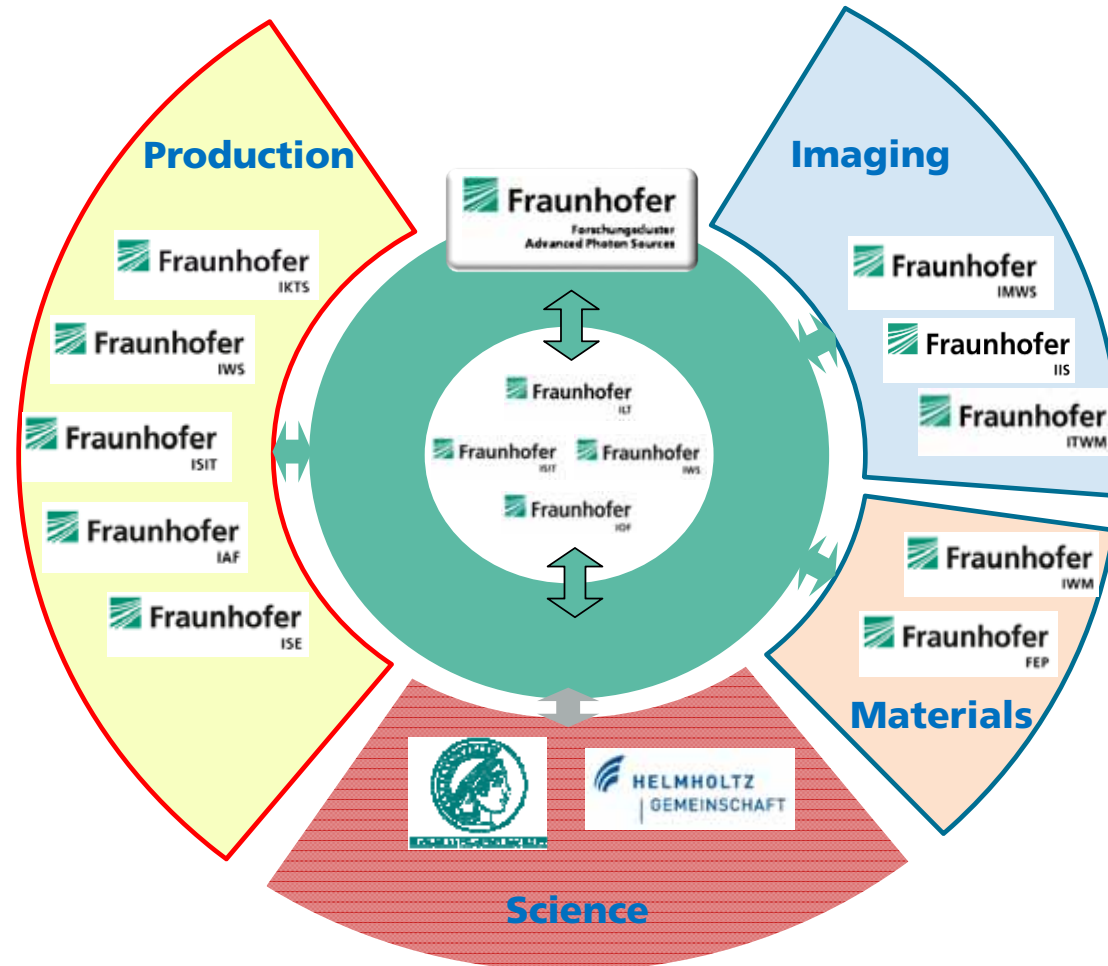 Production
Imaging
Fraunhofer
Forschungscluster
Advanced Photon Sources
Fraunhofer
IKTS
Fraunhofer
IWS
Fraunhofer
ISIT
Fraunhofer
IAF
Fraunhofer
ISE
Fraunhofer
IMWS
Fraunhofer
IIS
Fraunhofer
ITWM
Fraunhofer
ILT
Fraunhofer
ISIT
Fraunhofer
IWS
Fraunhofer
IOF
Fraunhofer
IWM
Fraunhofer
FEP
Materials
HELMHOLTZ
GEMEINSCHAFT
Science